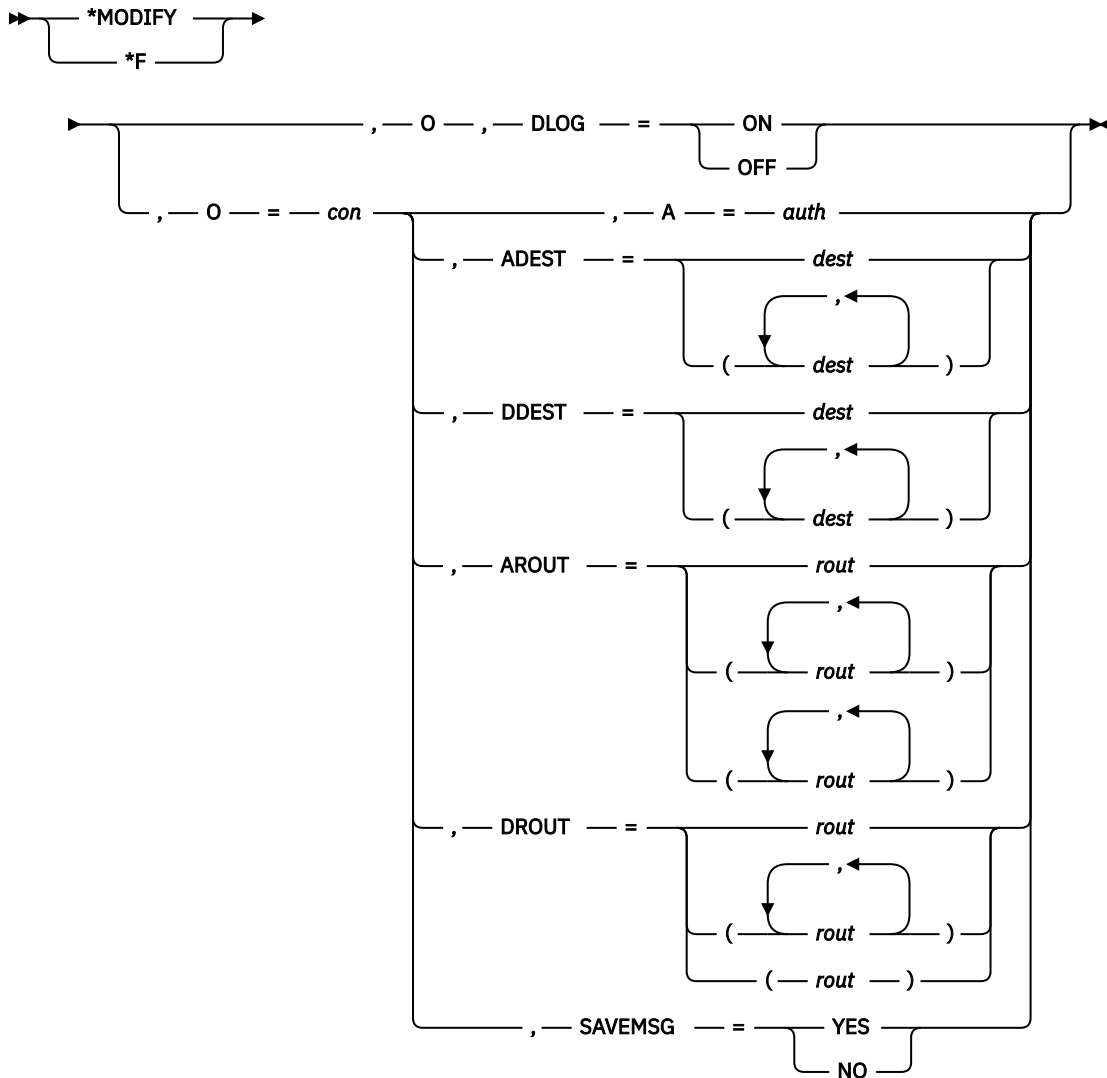 *MODIFY
*F
, O , DLOG = ON
OFF
, O = con , A = auth
, ADEST = dest
,
( dest )
, DDEST = dest
,
( dest )
, AROUT = rout
,
( rout )
,
( rout )
, DROUT = rout
,
( rout )
( rout )
, SAVEMSG = YES
NO